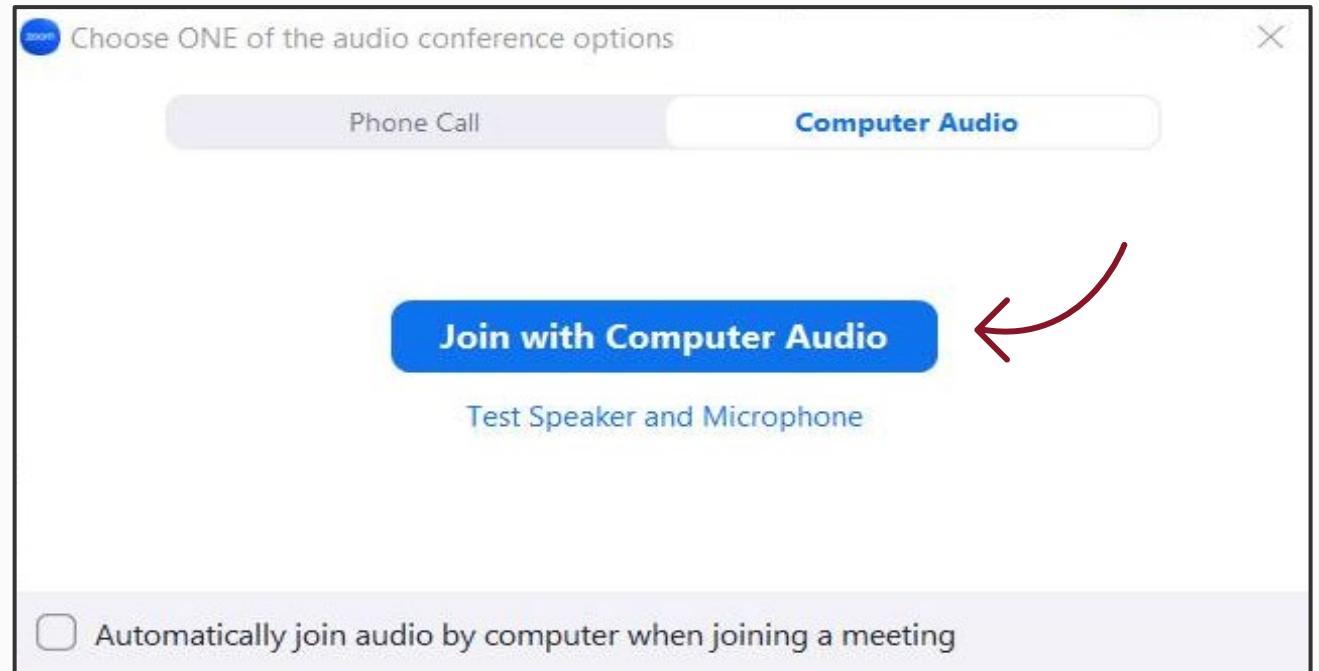 zoom Choose ONE of the audio conference options
Phone Call Computer Audio
Join with Computer Audio
Test Speaker and Microphone
Automatically join audio by computer when joining a meeting